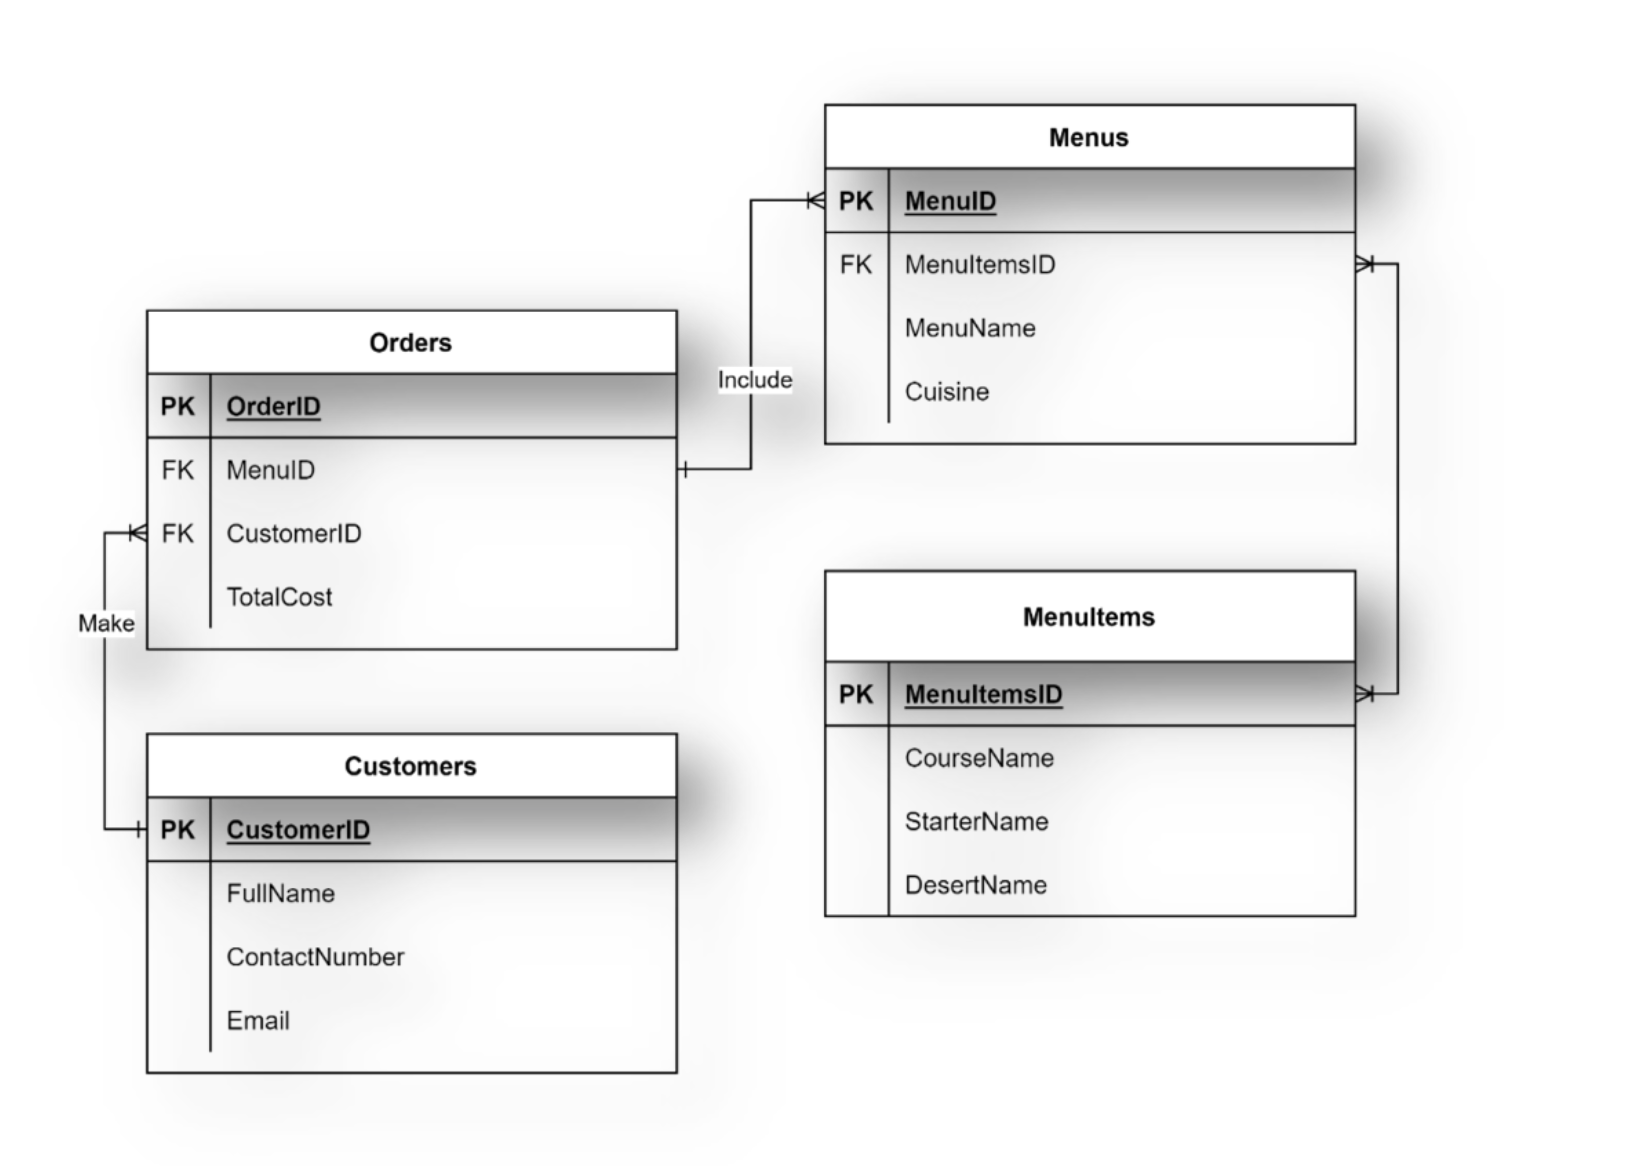 Menus
PK MenuID
FK MenuItemsID
MenuName
Cuisine
Orders
PK OrderID
FK MenuID
FK CustomerID
TotalCost
Include
Make
MenuItems
PK MenuItemsID
CourseName
StarterName
DesertName
Customers
PK CustomerID
FullName
ContactNumber
Email